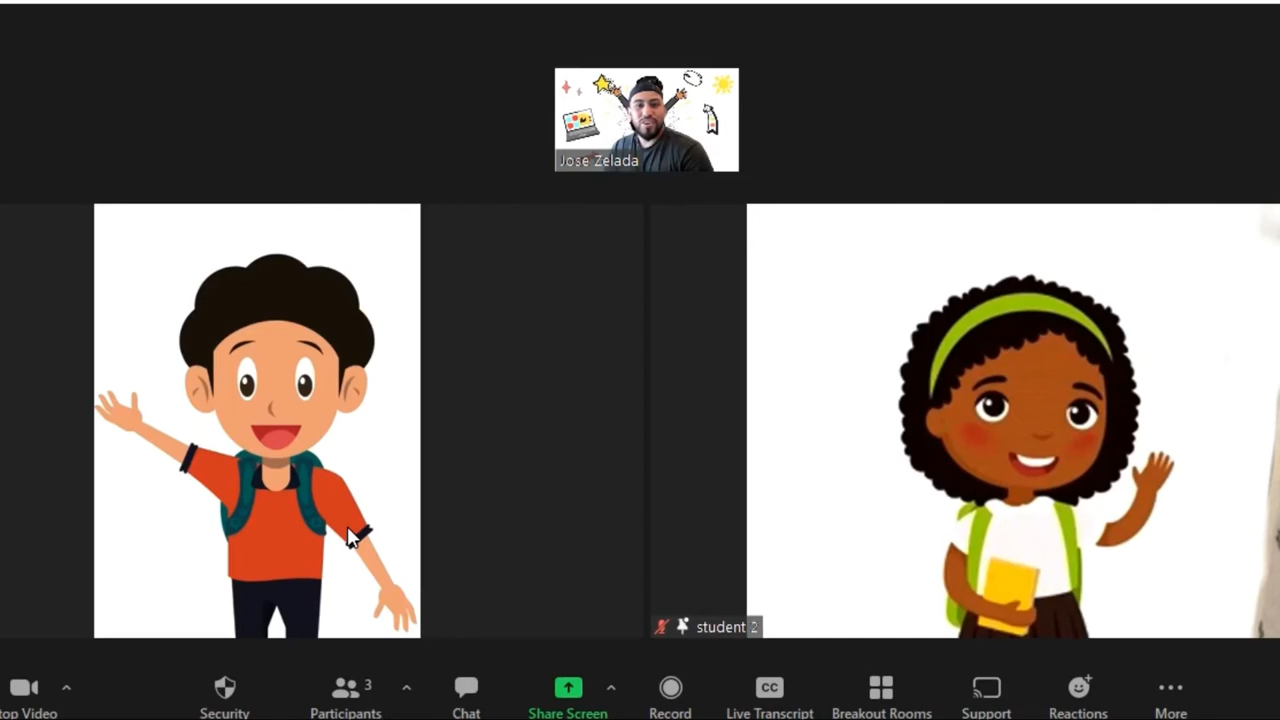 Jose Zelada
student 2
top Video
Security
Participants
3
Chat
Share Screen
Record
CC
Live Transcript
Breakout Rooms
Support
Reactions
More